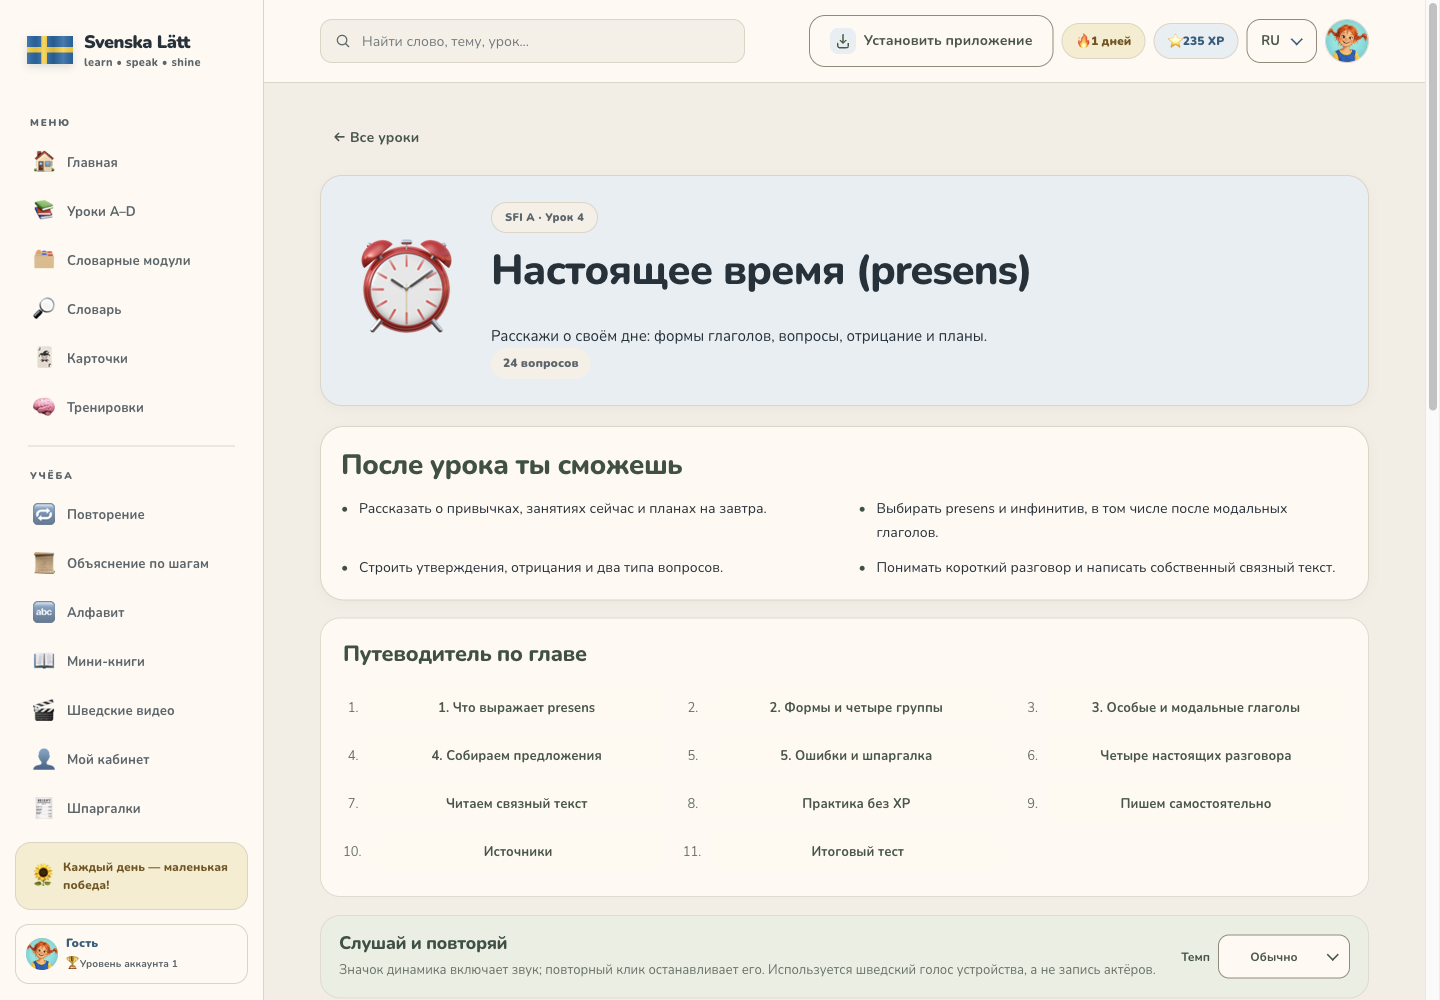 Svenska Lätt
learn • speak • shine
МЕНЮ
Главная
Уроки A–D
Словарные модули
Словарь
Карточки
Тренировки
УЧЁБА
Повторение
Объяснение по шагам
abc
Алфавит
Мини-книги
Шведские видео
Мой кабинет
Шпаргалки
Каждый день — маленькая
победа!
Гость
Уровень аккаунта 1
Найти слово, тему, урок...
Установить приложение
1 дней
235 XP
RU
← Все уроки
SFI A · Урок 4
Настоящее время (presens)
Расскажи о своём дне: формы глаголов, вопросы, отрицание и планы.
24 вопросов
После урока ты сможешь
• Рассказать о привычках, занятиях сейчас и планах на завтра.
• Выбирать presens и инфинитив, в том числе после модальных
глаголов.
• Строить утверждения, отрицания и два типа вопросов.
• Понимать короткий разговор и написать собственный связный текст.
Путеводитель по главе
1. 1. Что выражает presens
2. 2. Формы и четыре группы
3. 3. Особые и модальные глаголы
4. 4. Собираем предложения
5. 5. Ошибки и шпаргалка
6. Четыре настоящих разговора
7. Читаем связный текст
8. Практика без XP
9. Пишем самостоятельно
10. Источники
11. Итоговый тест
Слушай и повторяй
Значок динамика включает звук; повторный клик останавливает его. Используется шведский голос устройства, а не запись актёров.
Темп
Обычно